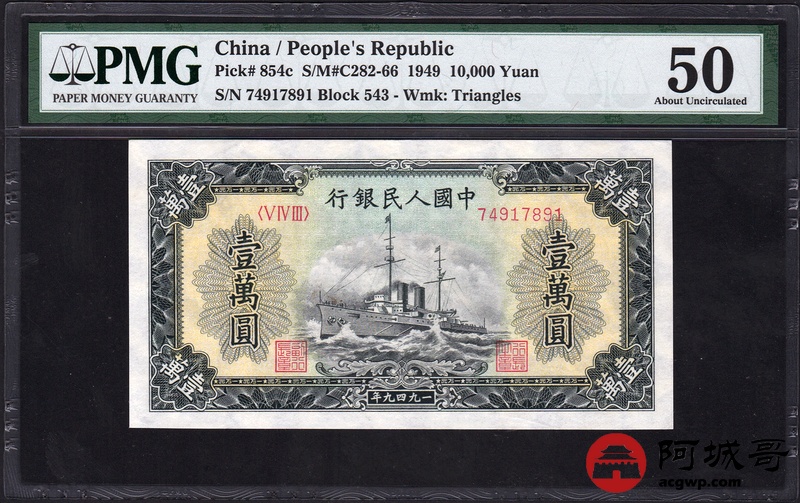 PMG
PAPER MONEY GUARANTY
China / People's Republic
Pick# 854c S/M#C282-66 1949 10,000 Yuan
S/N 74917891 Block 543 - Wmk: Triangles
50
About Uncirculated
行銀民人國中
〈VIVIII〉
74917891
壹萬
壹萬
壹萬圓
壹萬圓
壹萬
壹萬
年九四九一
阿城哥
acgwp.com